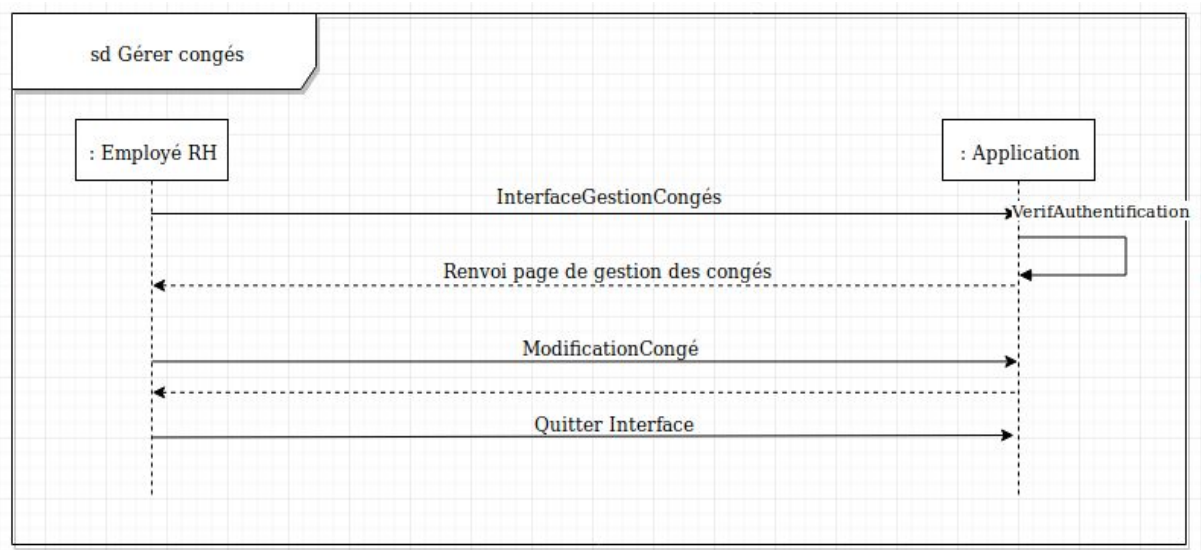 sd Gérer congés
: Employé RH
: Application
InterfaceGestionCongés
VerifAuthentification
Renvoi page de gestion des congés
ModificationCongé
Quitter Interface